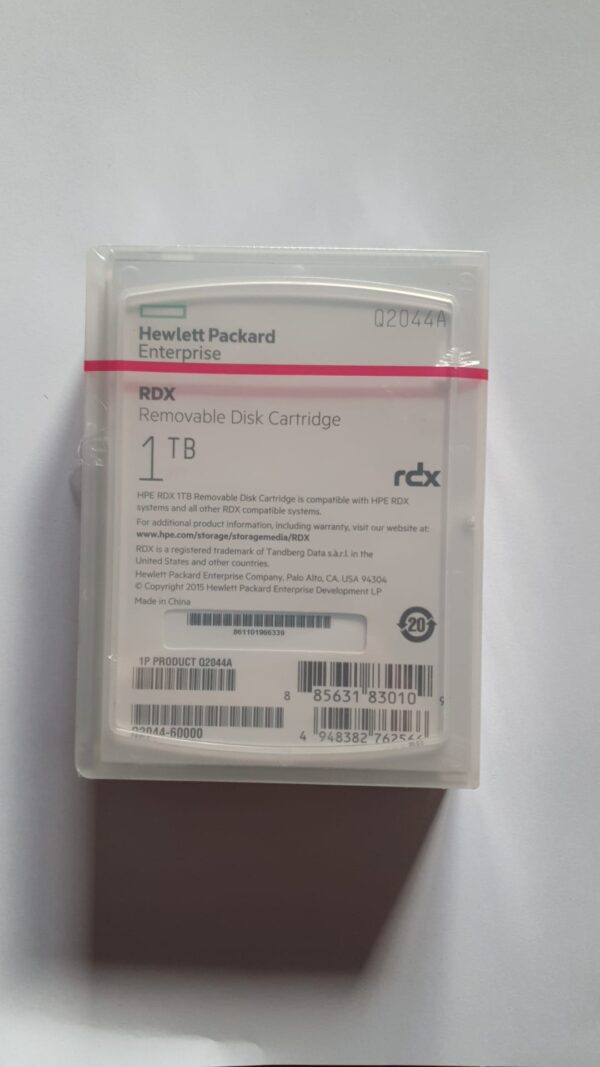 Q2044A
Hewlett Packard
Enterprise
RDX
Removable Disk Cartridge
1 TB
rdx
HPE RDX 1TB Removable Disk Cartridge is compatible with HPE RDX
systems and all other RDX compatible systems.
For additional product information, including warranty, visit our website at:
www.hpe.com/storage/storagemedia/RDX
RDX is a registered trademark of Tandberg Data s.a.r.l. in the
United States and other countries.
Hewlett Packard Enterprise Company, Palo Alto, CA, USA 94304
© Copyright 2015 Hewlett Packard Enterprise Development LP
Made in China
20
861101966339
1P PRODUCT Q2044A
8 85631 83010 9
Q2044-60000